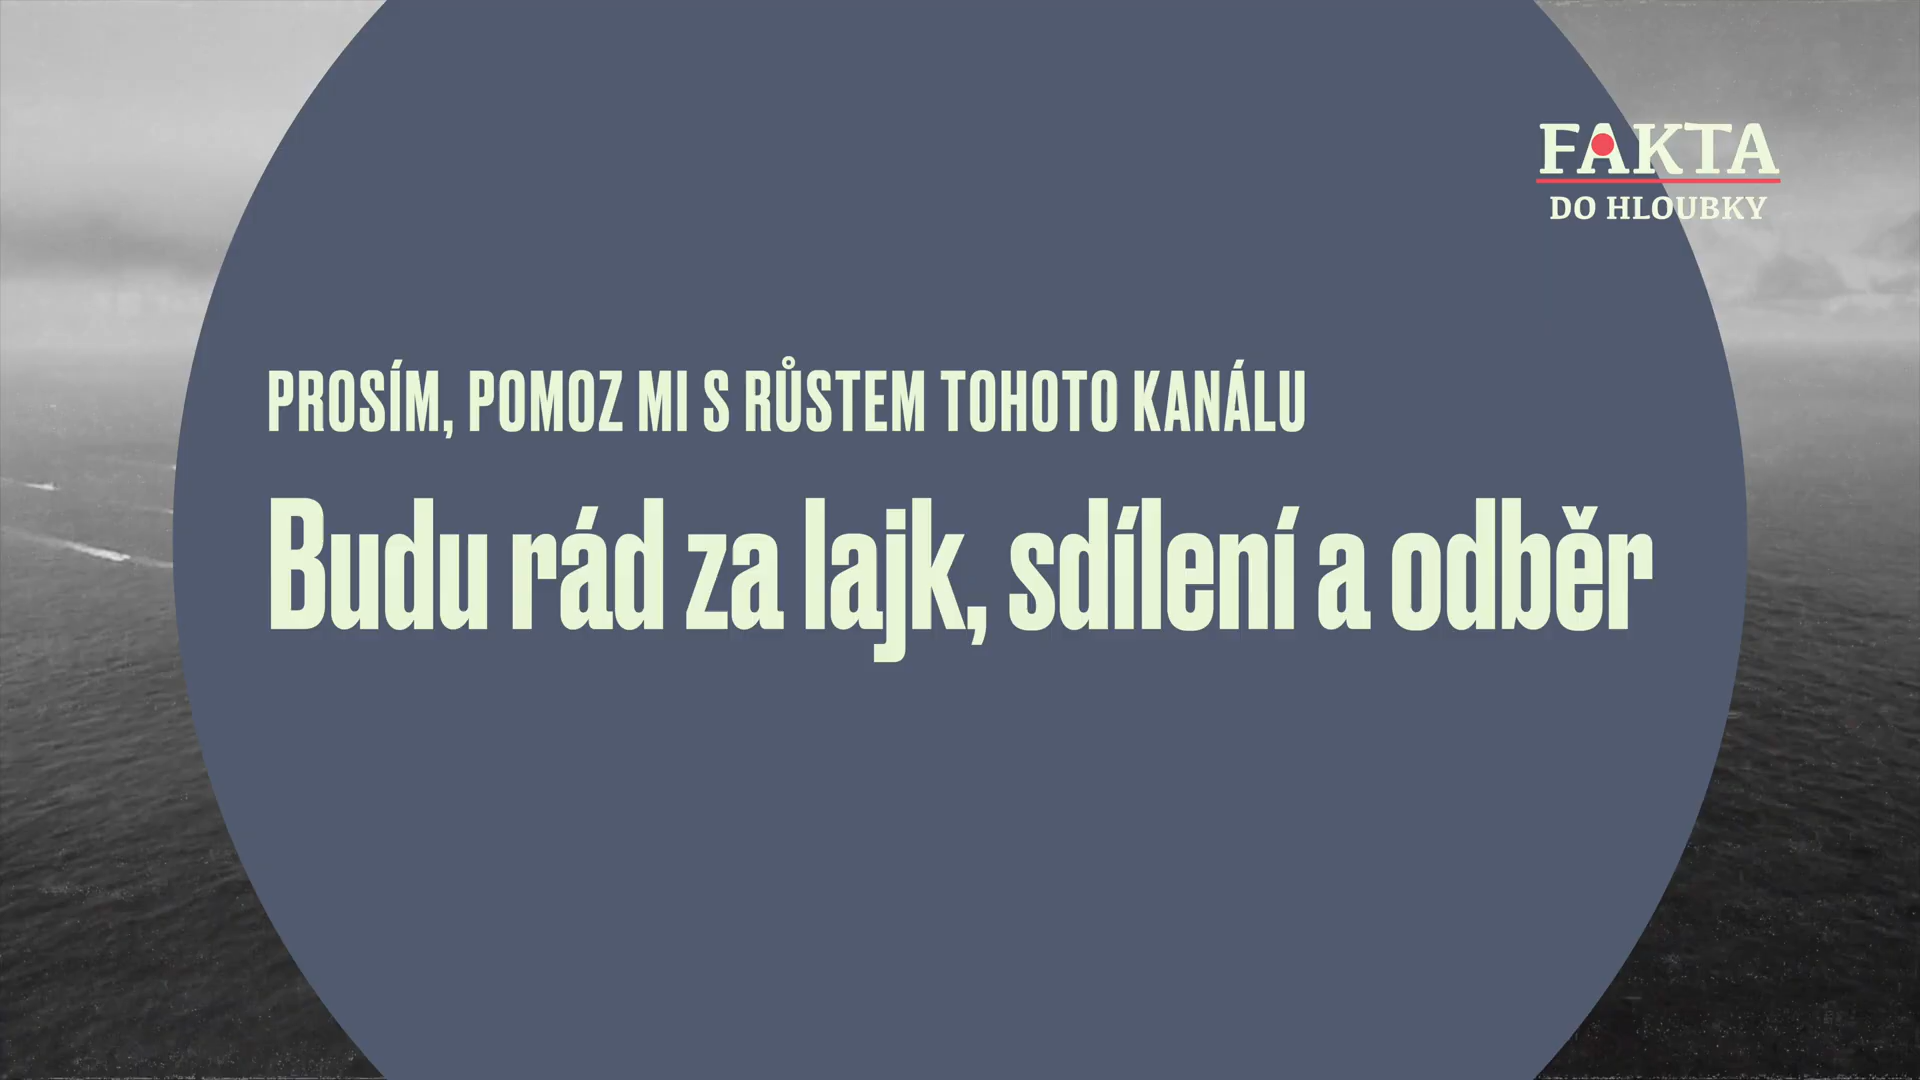 FAKTA
DO HLOUBKY
PROSÍM, POMOZ MI S RŮSTEM TOHOTO KANÁLU
Budu rád za lajk, sdílení a odběr